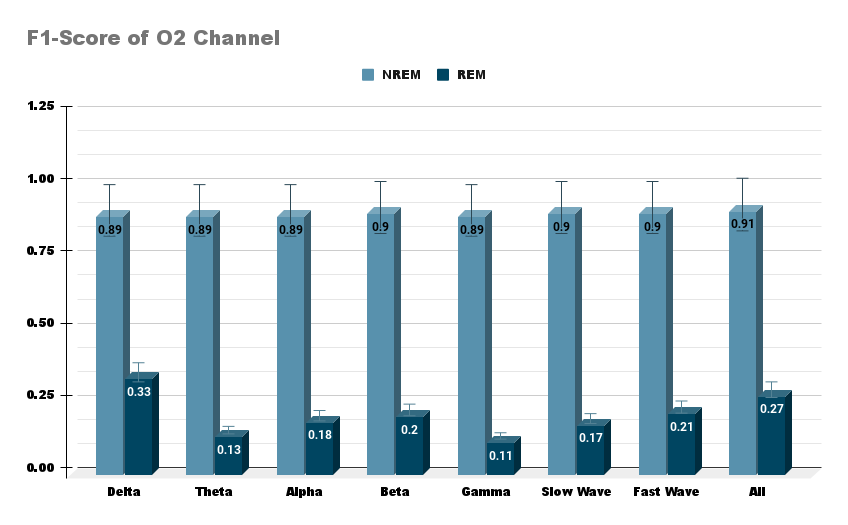 F1-Score of O2 Channel
NREM REM
1.25
1.00
0.75
0.50
0.25
0.00
0.89 0.89 0.89 0.9 0.89 0.9 0.9 0.91
0.33 0.13 0.18 0.2 0.11 0.17 0.21 0.27
Delta Theta Alpha Beta Gamma Slow Wave Fast Wave All